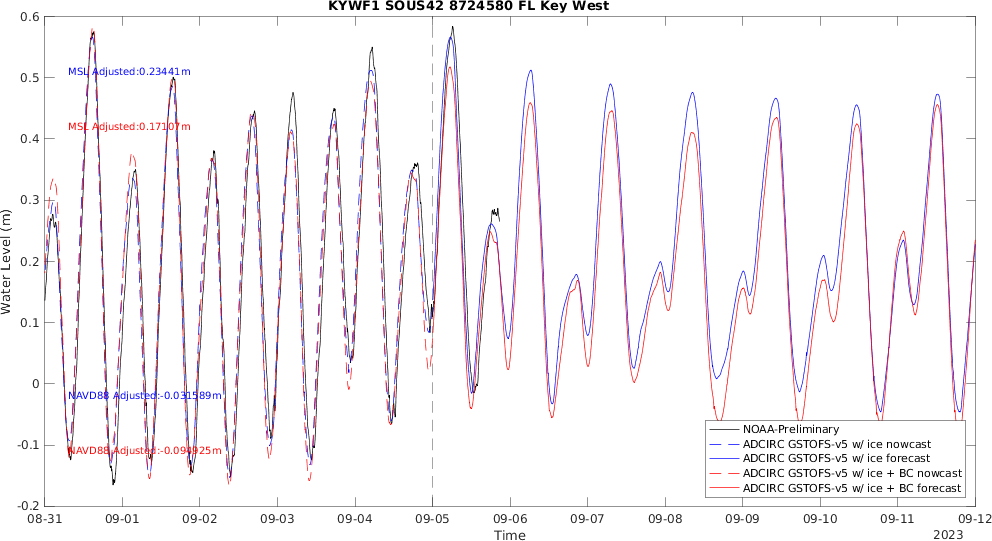 KYWF1 SOUS42 8724580 FL Key West
0.6
0.5
0.4
0.3
0.2
0.1
0
-0.1
-0.2
Water Level (m)
MSL Adjusted:0.23441m
MSL Adjusted:0.17107m
NAVD88 Adjusted:-0.031589m
NAVD88 Adjusted:-0.094925m
NOAA-Preliminary
ADCIRC GSTOFS-v5 w/ ice nowcast
ADCIRC GSTOFS-v5 w/ ice forecast
ADCIRC GSTOFS-v5 w/ ice + BC nowcast
ADCIRC GSTOFS-v5 w/ ice + BC forecast
08-31 09-01 09-02 09-03 09-04 09-05 09-06 09-07 09-08 09-09 09-10 09-11 09-12
Time
2023